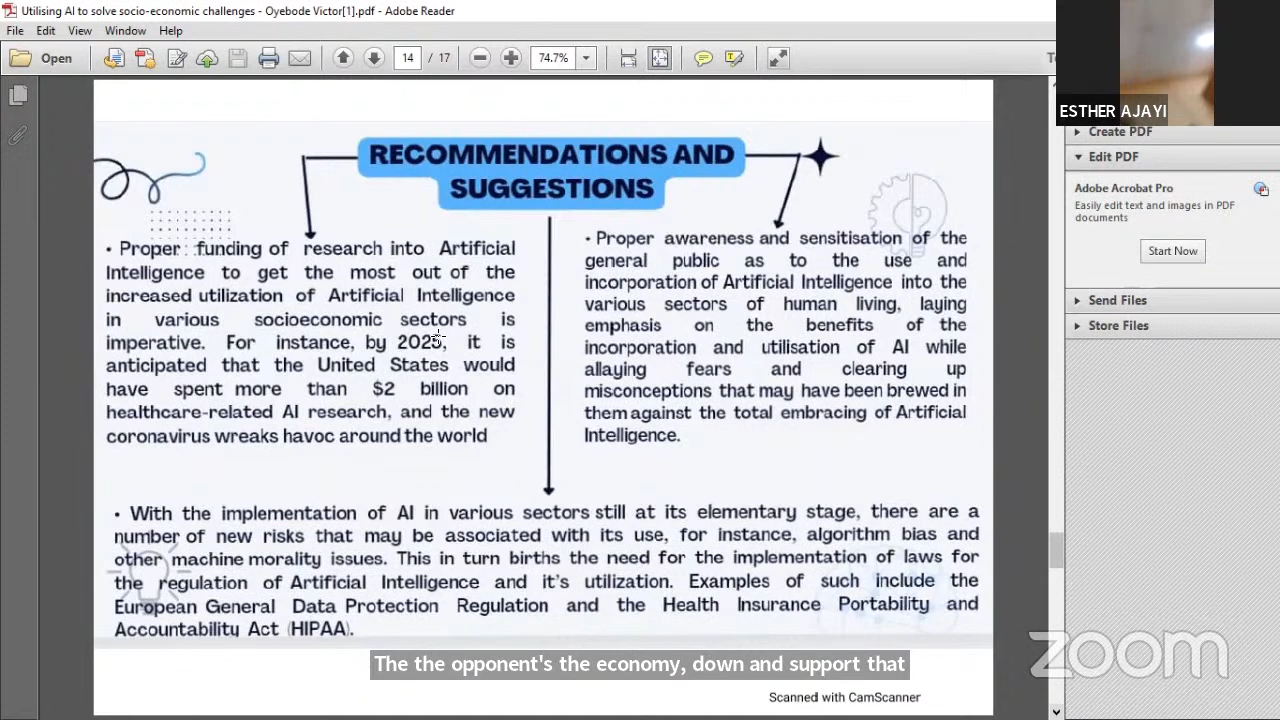 Utilising AI to solve socio-economic challenges - Oyebode Victor[1].pdf - Adobe Reader
File Edit View Window Help
Open 14 / 17 74.7%
ESTHER AJAYI
Create PDF
Edit PDF
Adobe Acrobat Pro
Easily edit text and images in PDF
documents
Start Now
Send Files
Store Files
RECOMMENDATIONS AND
SUGGESTIONS
• Proper funding of research into Artificial
Intelligence to get the most out of the
increased utilization of Artificial Intelligence
in various socioeconomic sectors is
imperative. For instance, by 2025, it is
anticipated that the United States would
have spent more than $2 billion on
healthcare-related AI research, and the new
coronavirus wreaks havoc around the world
• Proper awareness and sensitisation of the
general public as to the use and
incorporation of Artificial Intelligence into the
various sectors of human living, laying
emphasis on the benefits of the
incorporation and utilisation of AI while
allaying fears and clearing up
misconceptions that may have been brewed in
them against the total embracing of Artificial
Intelligence.
• With the implementation of AI in various sectors still at its elementary stage, there are a
number of new risks that may be associated with its use, for instance, algorithm bias and
other machine morality issues. This in turn births the need for the implementation of laws for
the regulation of Artificial Intelligence and it's utilization. Examples of such include the
European General Data Protection Regulation and the Health Insurance Portability and
Accountability Act (HIPAA).
The the opponent's the economy, down and support that
zoom
Scanned with CamScanner